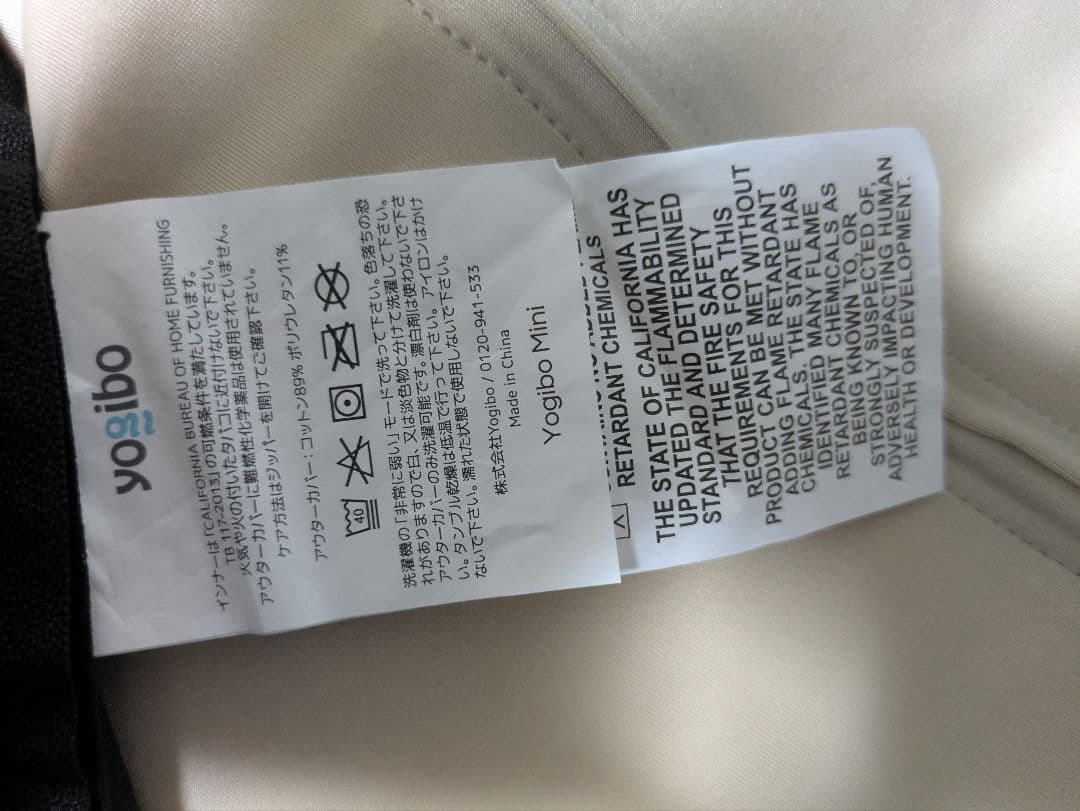 yogibo
インナーは「CALIFORNIA BUREAU OF HOME FURNISHING
TB 117-2013」の可燃条件を満たしています。
火気や火の付いたタバコに近付けないで下さい。
アウターカバーに難燃性化学薬品は使用されていません。
ケア方法はジッパーを開けてご確認下さい。
アウターカバー：コットン89% ポリウレタン11%
40
洗濯機の「非常に弱い」モードで洗って下さい。色落ちの恐
れがありますので白、又は淡色物と分けて洗濯して下さい。
アウターカバーのみ洗濯可能です。漂白剤は使わないで下さ
い。タンブル乾燥は低温で行って下さい。アイロンはかけ
ないで下さい。濡れた状態で使用しないで下さい。
株式会社Yogibo / 0120-941-533
Made in China
Yogibo Mini
RETARDANT CHEMICALS
THE STATE OF CALIFORNIA HAS
UPDATED THE FLAMMABILITY
STANDARD AND DETERMINED
THAT THE FIRE SAFETY
REQUIREMENTS FOR THIS
PRODUCT CAN BE MET WITHOUT
ADDING FLAME RETARDANT
CHEMICALS. THE STATE HAS
IDENTIFIED MANY FLAME
RETARDANT CHEMICALS AS
BEING KNOWN TO, OR
STRONGLY SUSPECTED OF,
ADVERSELY IMPACTING HUMAN
HEALTH OR DEVELOPMENT.